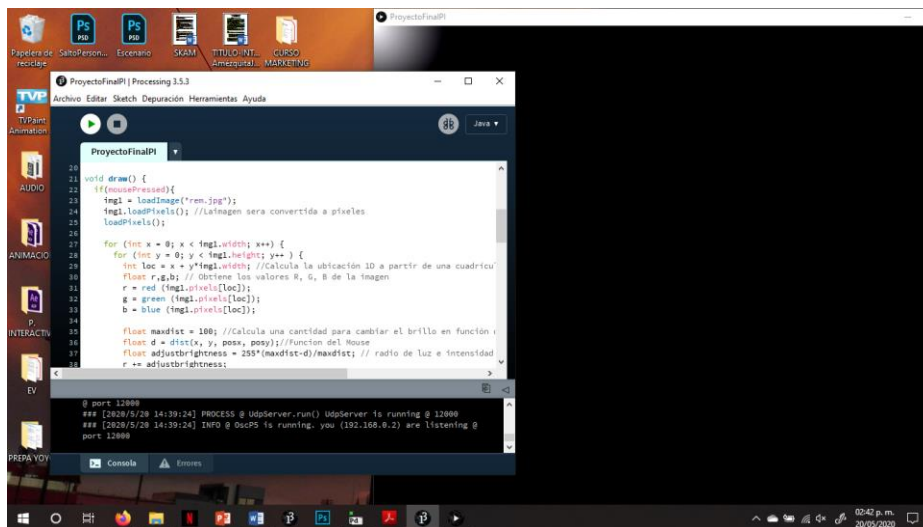 Papelera de
reciclaje
SaltoPerson...
Escenario
SKAM
TITULO-INT...
AmezquitaJ...
CURSO
MARKETING
TVP
TVPaint
Animation
AUDIO
ANIMACIO
P.
INTERACTIV
EV
PREPA YOY
ProyectoFinalPI
ProyectoFinalPI | Processing 3.5.3
Archivo Editar Sketch Depuración Herramientas Ayuda
Java
ProyectoFinalPI
20
21 void draw() {
22 if(mousePressed){
23 img1 = loadImage("rem.jpg");
24 img1.loadPixels(); //Laimagen sera convertida a pixeles
25 loadPixels();
26
27 for (int x = 0; x < img1.width; x++) {
28 for (int y = 0; y < img1.height; y++ ) {
29 int loc = x + y*img1.width; //Calcula la ubicación 1D a partir de una cuadrícul
30 float r,g,b; // Obtiene los valores R, G, B de la imagen
31 r = red (img1.pixels[loc]);
32 g = green (img1.pixels[loc]);
33 b = blue (img1.pixels[loc]);
34
35 float maxdist = 100; //Calcula una cantidad para cambiar el brillo en función
36 float d = dist(x, y, posx, posy);//Funcion del Mouse
37 float adjustbrightness = 255*(maxdist-d)/maxdist; // radio de luz e intensidad
38 r += adjustbrightness;
@ port 12000
### [2020/5/20 14:39:24] PROCESS @ UdpServer.run() UdpServer is running @ 12000
### [2020/5/20 14:39:24] INFO @ OscP5 is running. you (192.168.0.2) are listening @
port 12000
Consola
Errores
02:42 p. m.
20/05/2020